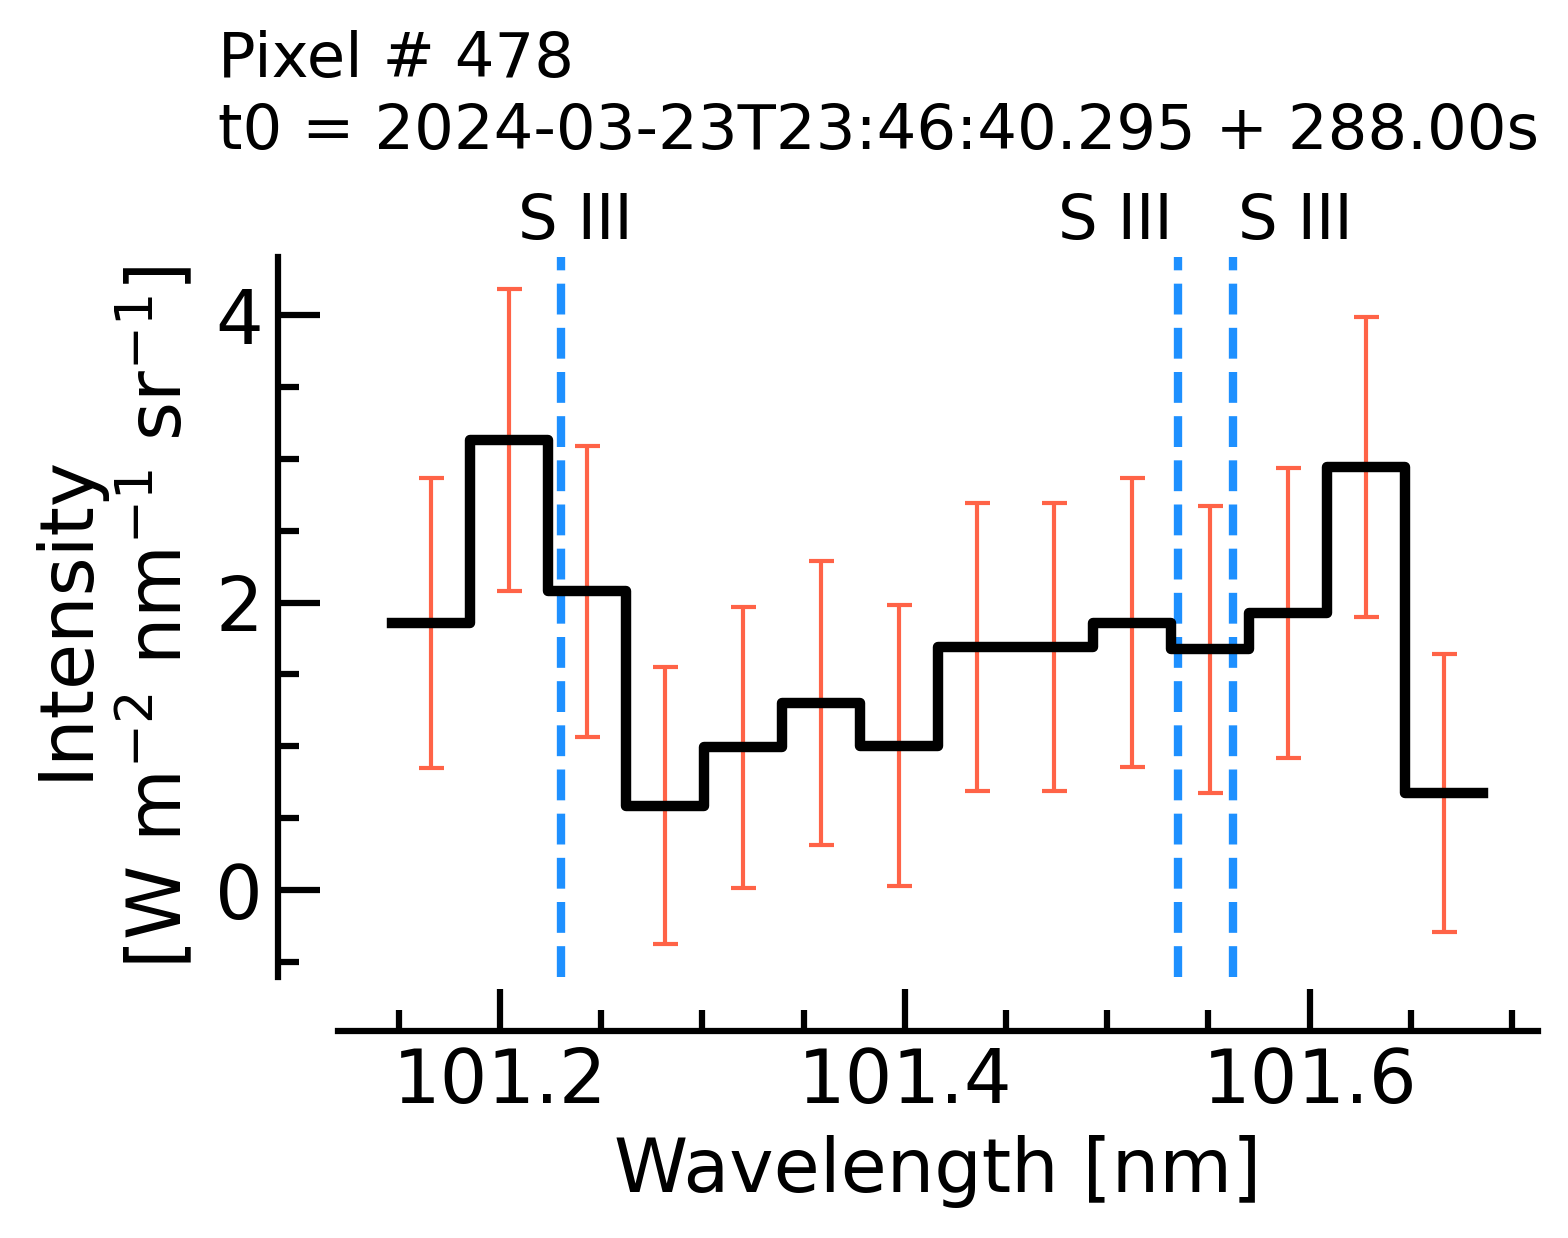 Pixel # 478
t0 = 2024-03-23T23:46:40.295 + 288.00s
S III S III S III
Intensity
[W m⁻² nm⁻¹ sr⁻¹]
4
2
0
101.2 101.4 101.6
Wavelength [nm]